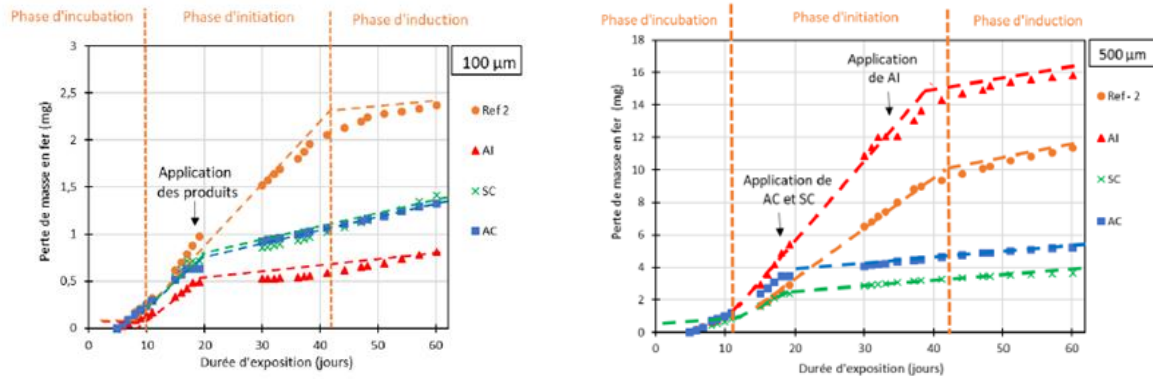 Phase d'incubation Phase d'initiation Phase d'induction
3
2,5
2
1,5
1
0,5
0
Perte de masse en fer (mg)
Application
des produits
0 10 20 30 40 50 60
Durée d'exposition (jours)
100 µm
Ref 2
AI
SC
AC
Phase d'incubation Phase d'initiation Phase d'induction
18
16
14
12
10
8
6
4
2
0
Perte de masse en fer (mg)
Application
de AI
Application de
AC et SC
0 10 20 30 40 50 60
Durée d'exposition (jours)
500 µm
Ref - 2
AI
SC
AC